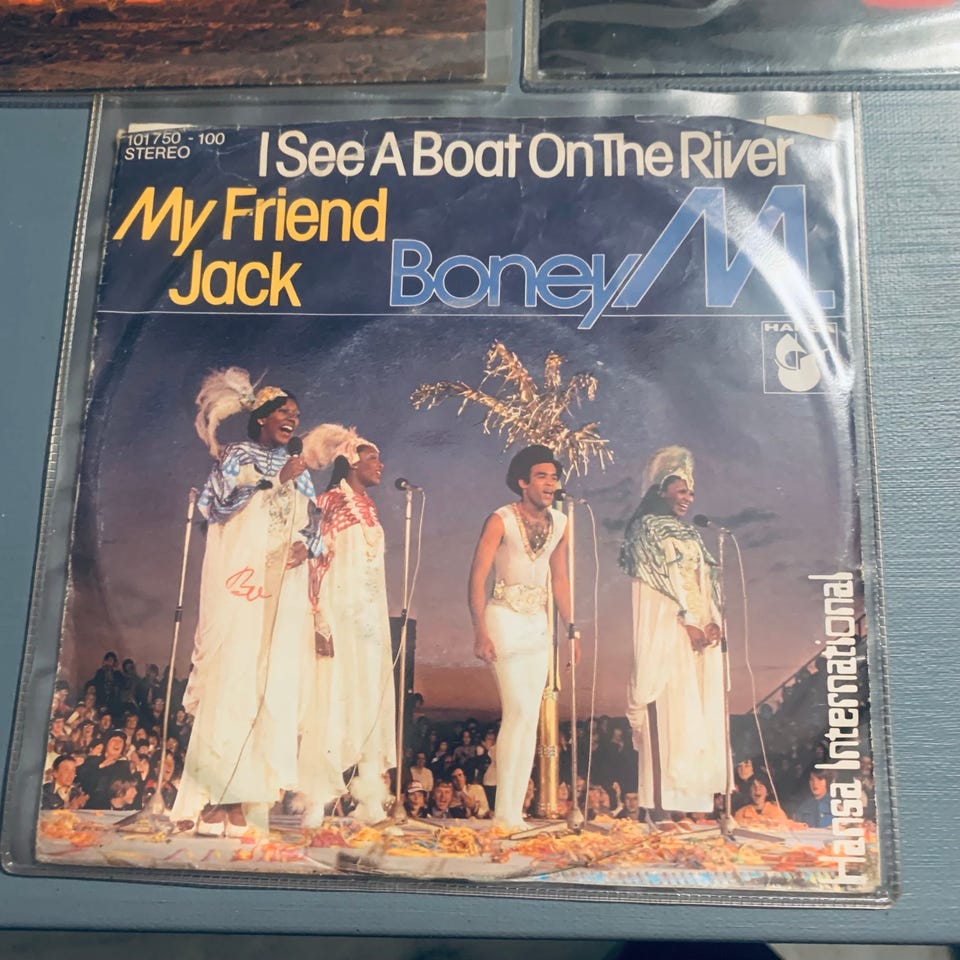 101750 - 100
STEREO
I See A Boat On The River
My Friend
Jack
Boney M.
HANSA
Hansa International